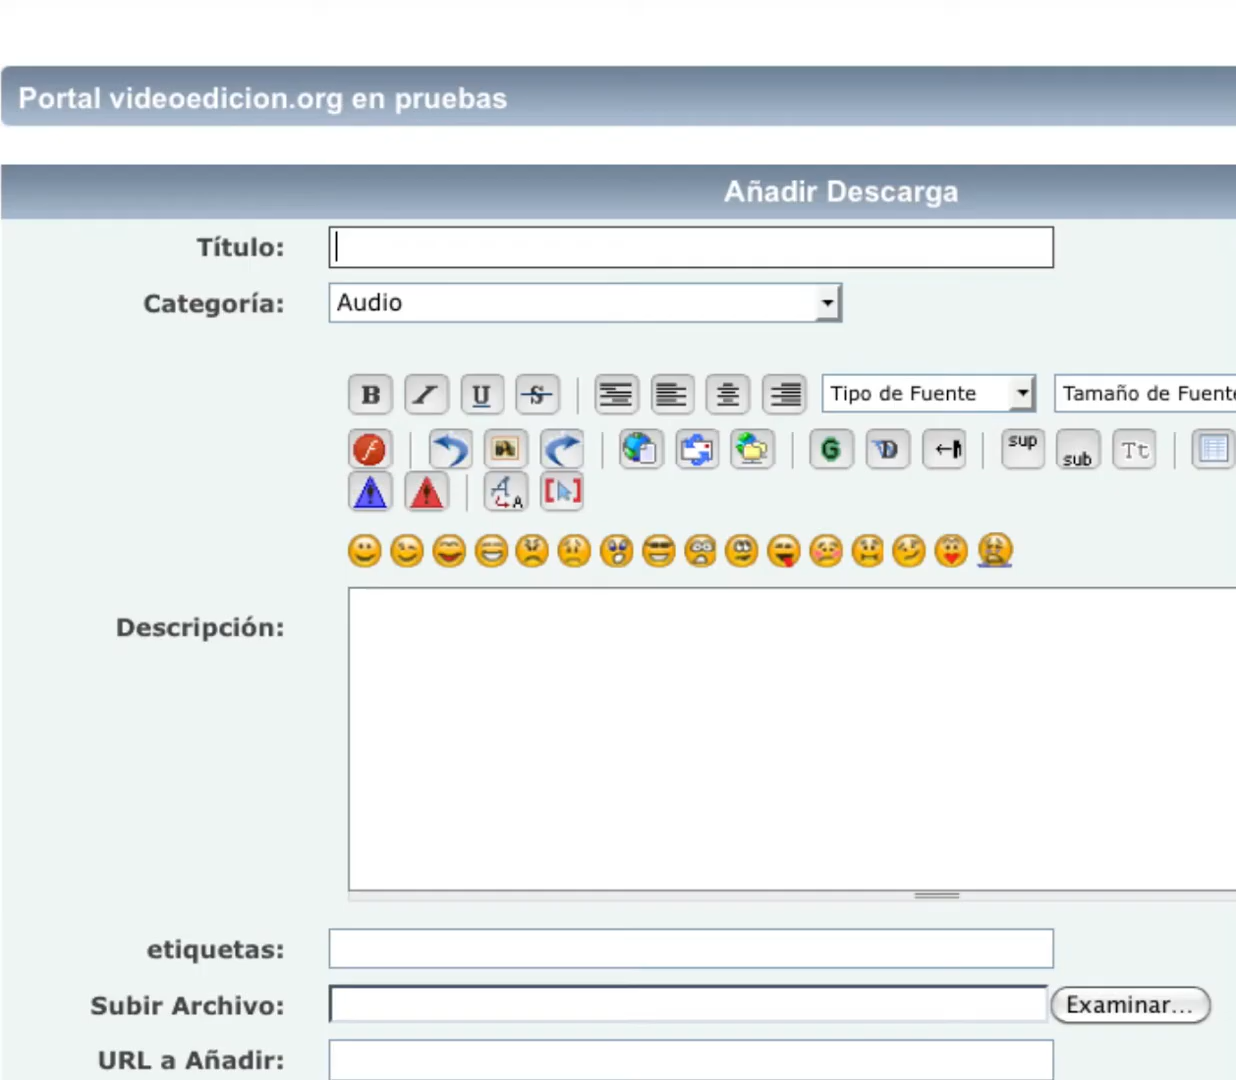 Portal videoedicion.org en pruebas
Añadir Descarga
Título:
Categoría: Audio
B I U S Tipo de Fuente Tamaño de Fuente
G D sup sub Tt
A A
Descripción:
etiquetas:
Subir Archivo: Examinar...
URL a Añadir: